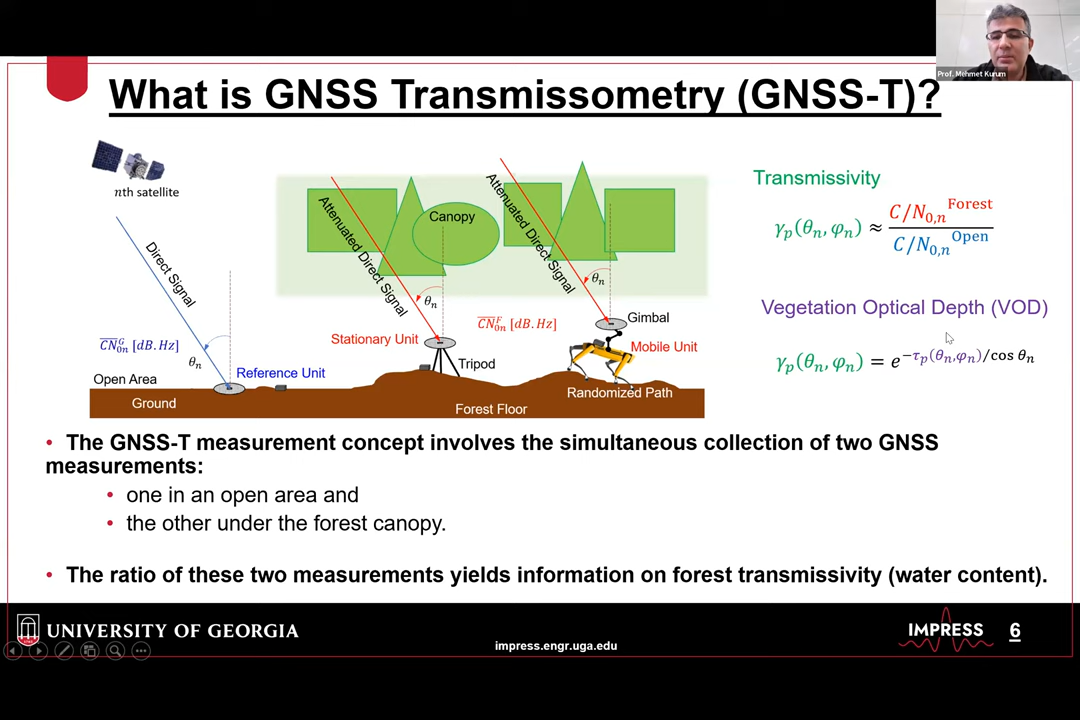 Prof. Mehmet Kurum
What is GNSS Transmissometry (GNSS-T)?
nth satellite
Direct Signal
Attenuated Direct Signal
Canopy
Attenuated Direct Signal
θₙ
θₙ
θₙ
C̅N̅₀ₙᴳ [dB.Hz]
C̅N̅₀ₙᶠ [dB.Hz]
Stationary Unit
Gimbal
Mobile Unit
Tripod
Reference Unit
Open Area
Ground
Forest Floor
Randomized Path
Transmissivity
γₚ(θₙ, φₙ) ≈ C/N₀,ₙ^Forest / C/N₀,ₙ^Open
Vegetation Optical Depth (VOD)
γₚ(θₙ, φₙ) = e^−τₚ(θₙ,φₙ)/cos θₙ
• The GNSS-T measurement concept involves the simultaneous collection of two GNSS
measurements:
• one in an open area and
• the other under the forest canopy.
• The ratio of these two measurements yields information on forest transmissivity (water content).
UNIVERSITY OF GEORGIA
impress.engr.uga.edu
IMPRESS
6